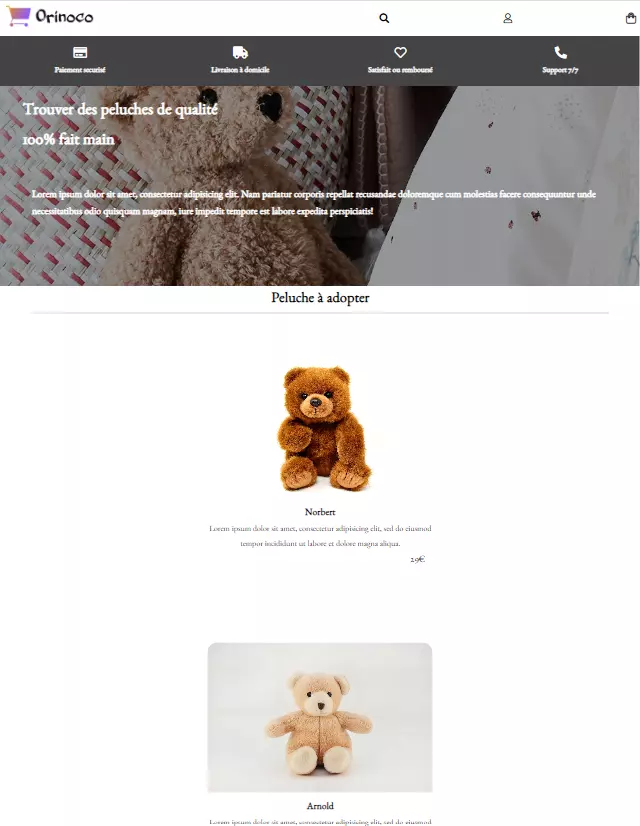 Orinoco
Paiement securisé
Livraison à domicile
Satisfait ou remboursé
Support 7/7
Trouver des peluches de qualité
100% fait main
Lorem ipsum dolor sit amet, consectetur adipisicing elit. Nam pariatur corporis repellat recusandae doloremque cum molestias facere consequuntur unde
necessitatibus odio quisquam magnam, iure impedit tempore est labore expedita perspiciatis!
Peluche à adopter
Norbert
Lorem ipsum dolor sit amet, consectetur adipisicing elit, sed do eiusmod
tempor incididunt ut labore et dolore magna aliqua.
29€
Arnold
Lorem ipsum dolor sit amet, consectetur adipisicing elit, sed do eiusmod